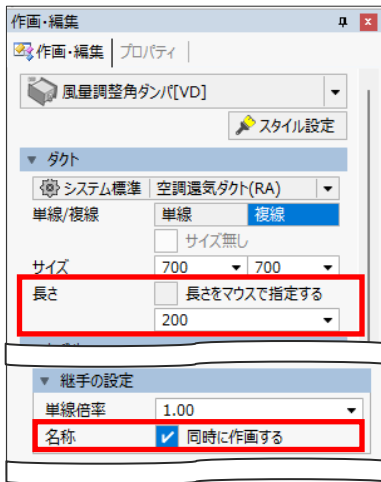 作画・編集
作画・編集 プロパティ
風量調整角ダンパ[VD]
スタイル設定
ダクト
システム標準 空調還気ダクト(RA)
単線/複線 単線 複線
サイズ無し
サイズ 700 700
長さ 長さをマウスで指定する
200
継手の設定
単線倍率 1.00
名称 同時に作画する